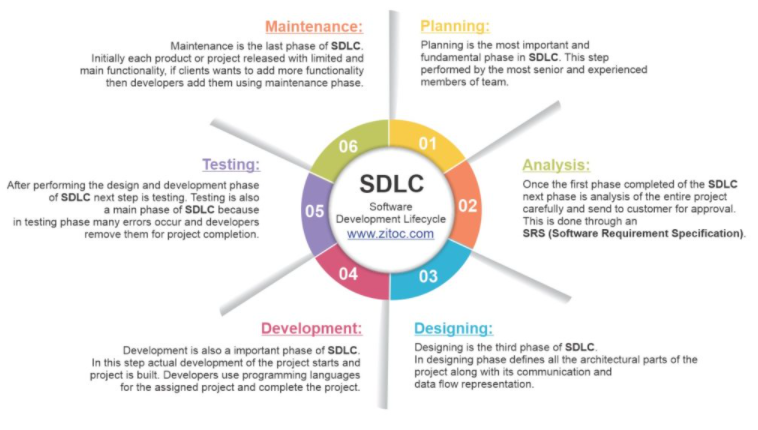 Maintenance:
Maintenance is the last phase of SDLC.
Initially each product or project released with limited and
main functionality, if clients wants to add more functionality
then developers add them using maintenance phase.
Planning:
Planning is the most important and
fundamental phase in SDLC. This step
performed by the most senior and experienced
members of team.
06
01
Testing:
After performing the design and development phase
of SDLC next step is testing. Testing is also
a main phase of SDLC because
in testing phase many errors occur and developers
remove them for project completion.
05
SDLC
Software
Development Lifecycle
www.zitoc.com
02
Analysis:
Once the first phase completed of the SDLC
next phase is analysis of the entire project
carefully and send to customer for approval.
This is done through an
SRS (Software Requirement Specification).
04
03
Development:
Development is also a important phase of SDLC.
In this step actual development of the project starts and
project is built. Developers use programming languages
for the assigned project and complete the project.
Designing:
Designing is the third phase of SDLC.
In designing phase defines all the architectural parts of the
project along with its communication and
data flow representation.